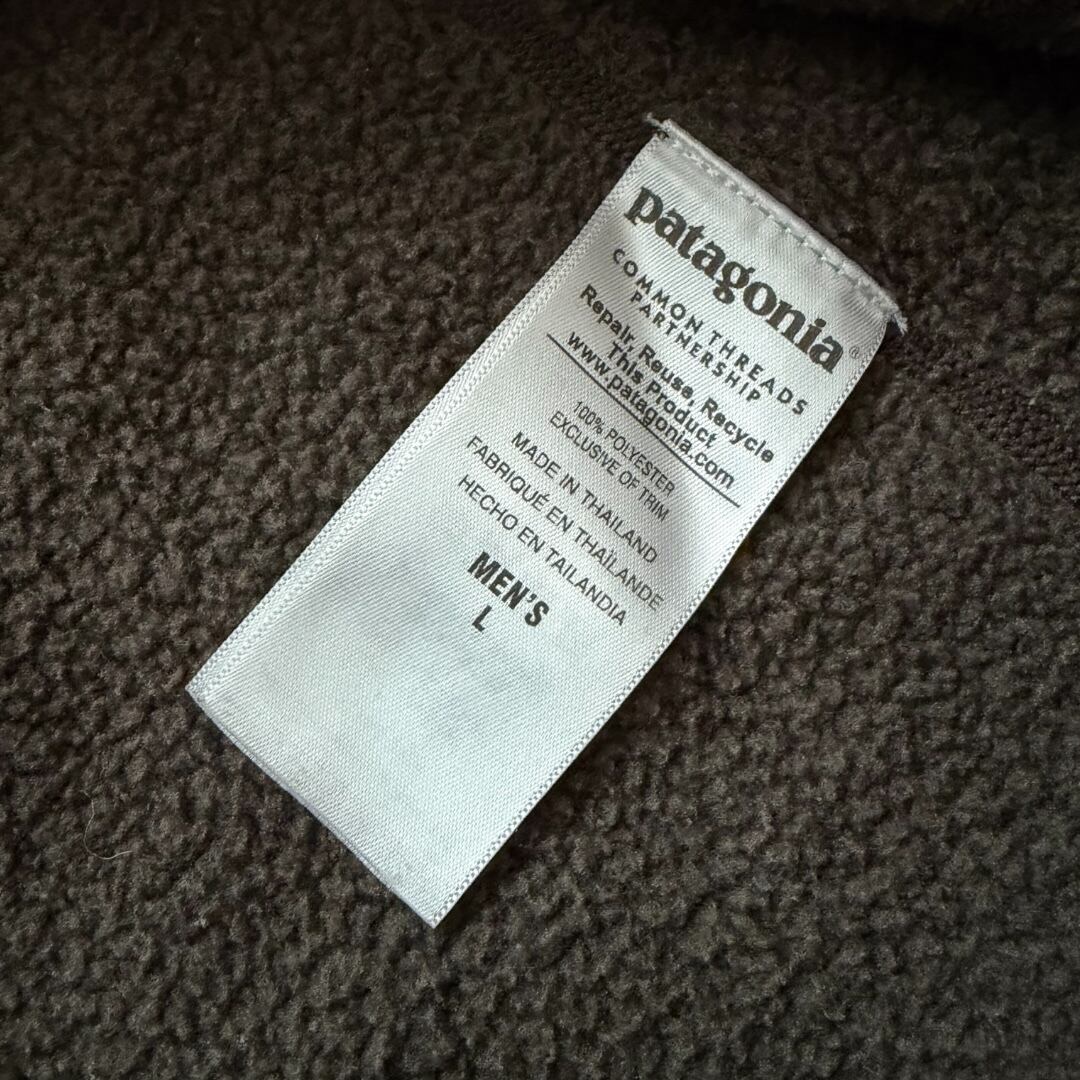 patagonia®
COMMON THREADS
PARTNERSHIP
Repair, Reuse, Recycle
This Product
www.patagonia.com
100% POLYESTER
EXCLUSIVE OF TRIM
MADE IN THAILAND
FABRIQUÉ EN THAÏLANDE
HECHO EN TAILANDIA
MEN'S
L